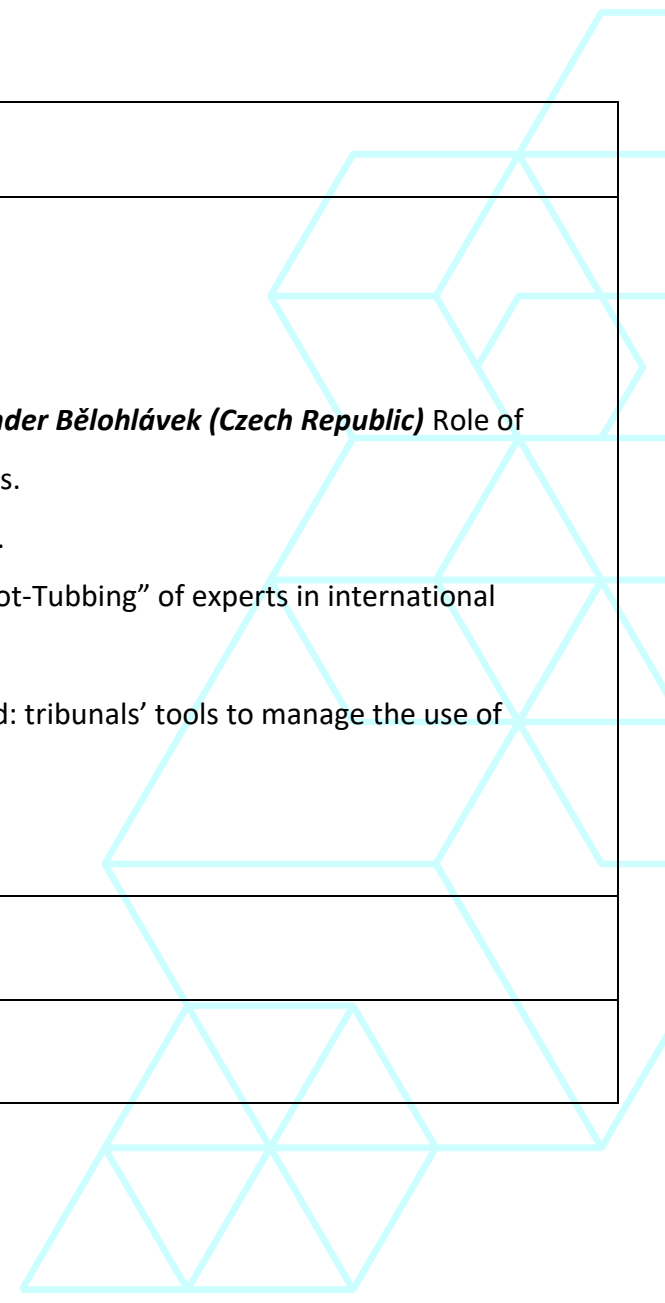 nder Bělohlávek (Czech Republic) Role of
s.
.
ot-Tubbing” of experts in international
d: tribunals’ tools to manage the use of